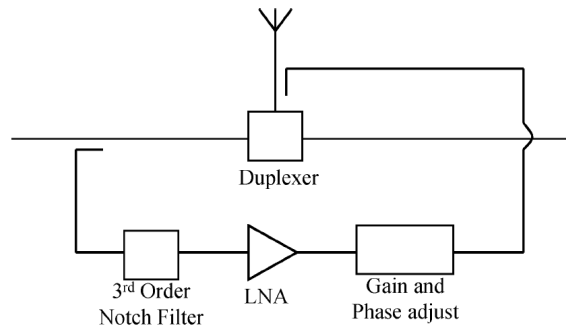 Duplexer
3rd Order
Notch Filter
LNA
Gain and
Phase adjust